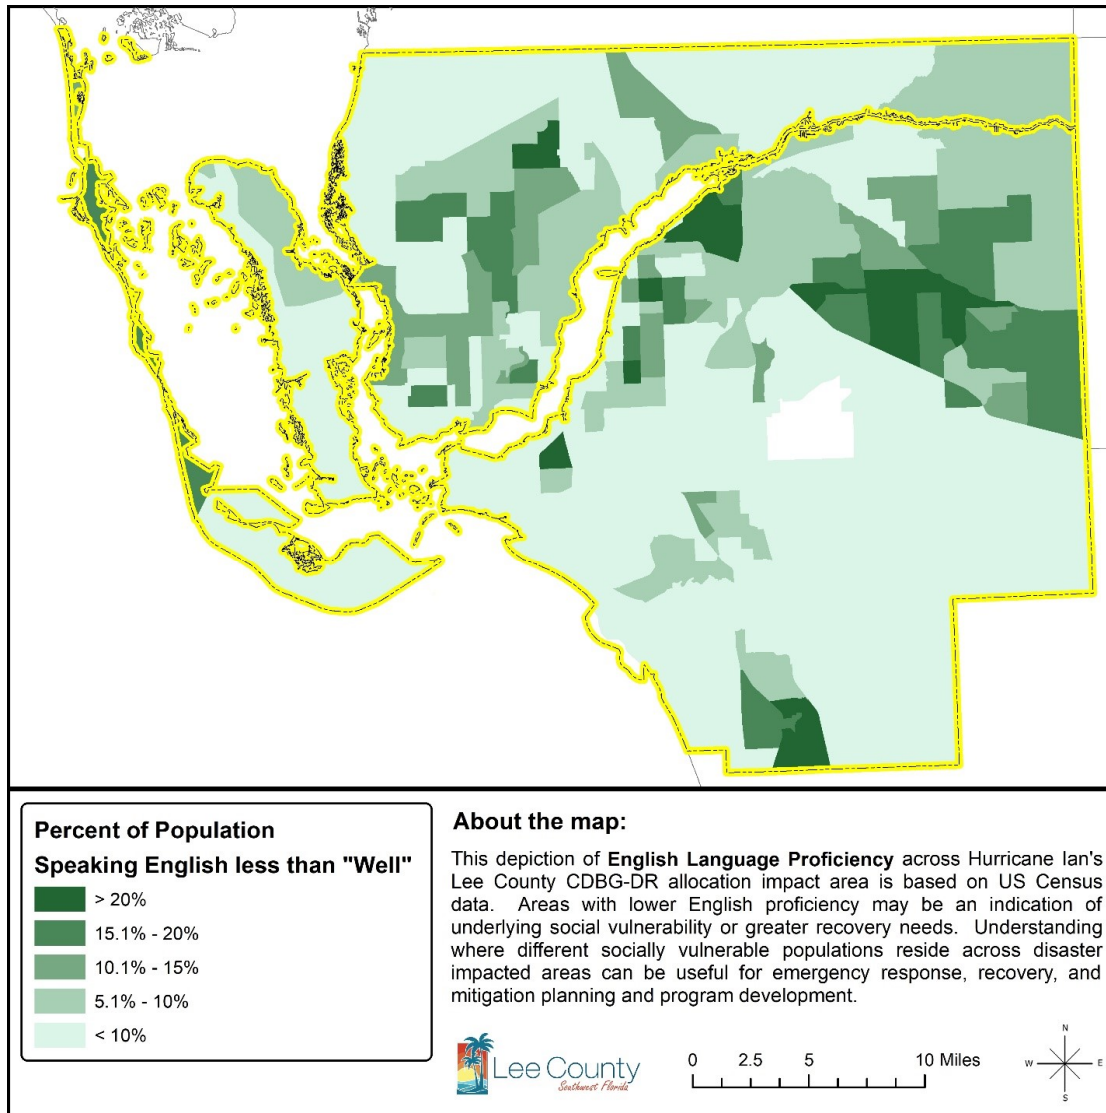 Percent of Population
Speaking English less than "Well"
> 20%
15.1% - 20%
10.1% - 15%
5.1% - 10%
< 10%
About the map:
This depiction of English Language Proficiency across Hurricane Ian's
Lee County CDBG-DR allocation impact area is based on US Census
data. Areas with lower English proficiency may be an indication of
underlying social vulnerability or greater recovery needs. Understanding
where different socially vulnerable populations reside across disaster
impacted areas can be useful for emergency response, recovery, and
mitigation planning and program development.
Lee County
Southwest Florida
0 2.5 5 10 Miles
N
W E
S